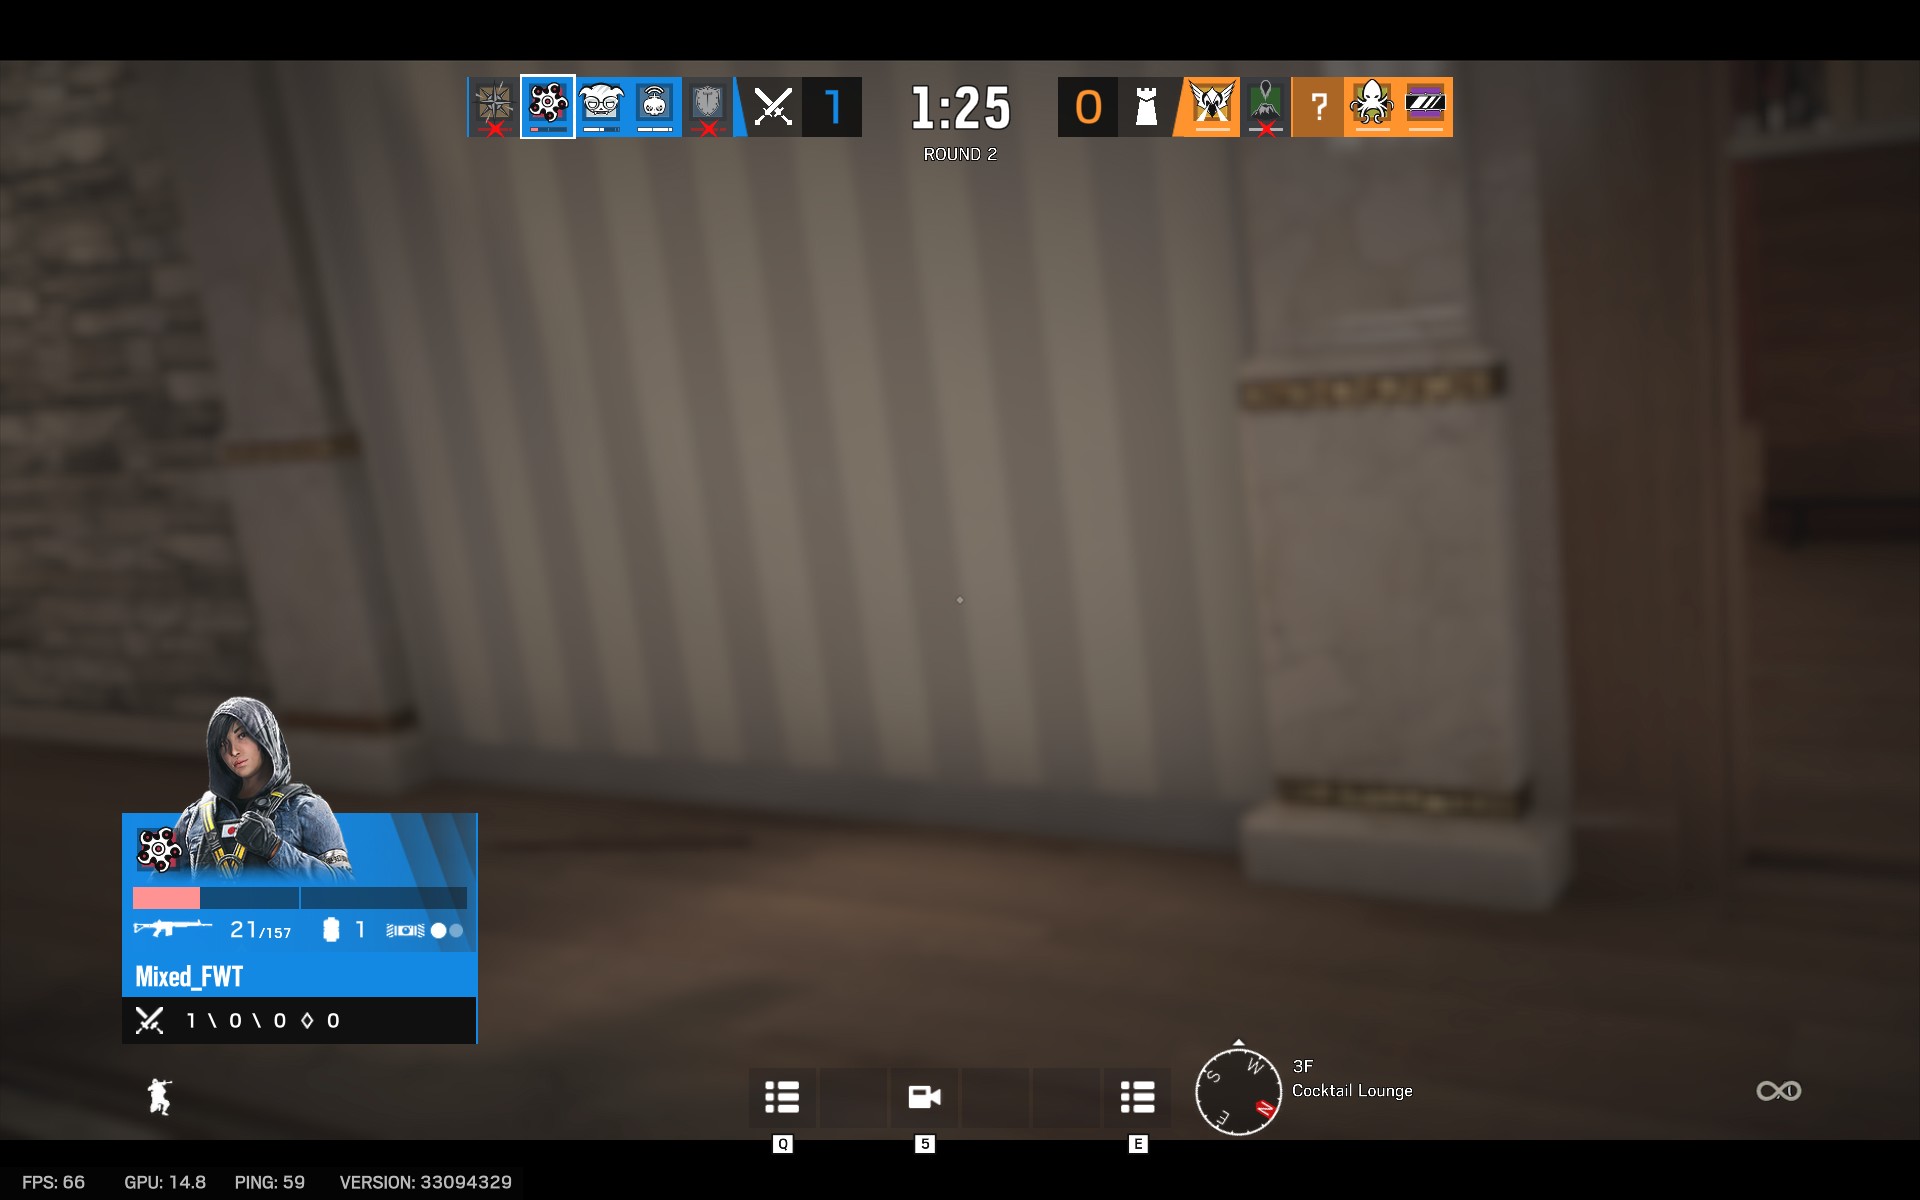 1
1:25
ROUND 2
0
?
21/157
1
Mixed_FWT
1 \ 0 \ 0 ◊ 0
S W
E N
3F
Cocktail Lounge
Q
5
E
FPS: 66 GPU: 14.8 PING: 59 VERSION: 33094329